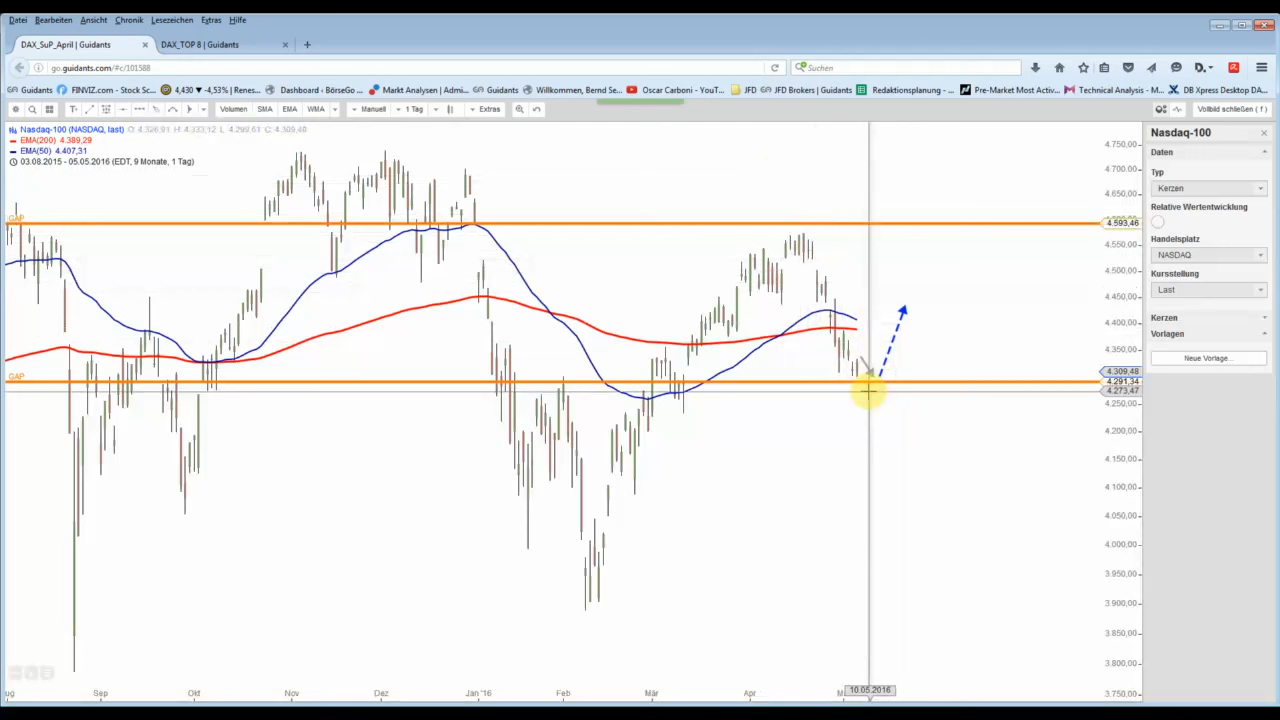 Datei Bearbeiten Ansicht Chronik Lesezeichen Extras Hilfe
DAX_SuP_April | Guidants
DAX_TOP 8 | Guidants
go.guidants.com/#c/101588
Suchen
Guidants FINVIZ.com - Stock Sc... 4,430 ▼ -4,53% | Renes... Dashboard ‹ BörseGo ... Markt Analysen | Admi... Guidants Willkommen, Bernd Sen... Oscar Carboni - YouT... JFD JFD Brokers | Guidants Redaktionsplanung - ... Pre-Market Most Activ... Technical Analysis - M... DB Xpress Desktop DA...
Volumen SMA EMA WMA Manuell 1 Tag Extras Vollbild schließen ( f )
Nasdaq-100 (NASDAQ, last)
EMA(200) 4.389,29
EMA(50) 4.407,31
03.08.2015 - 05.05.2016 (EDT, 9 Monate, 1 Tag)
GAP
GAP
4.750,00
4.700,00
4.650,00
4.593,46
4.550,00
4.500,00
4.450,00
4.400,00
4.350,00
4.309,48
4.291,34
4.273,47
4.250,00
4.200,00
4.150,00
4.100,00
4.050,00
4.000,00
3.950,00
3.900,00
3.850,00
3.800,00
3.750,00
Sep Okt Nov Dez Jan '16 Feb Mär Apr
10.05.2016
Nasdaq-100
Daten
Typ
Kerzen
Relative Wertentwicklung
Handelsplatz
NASDAQ
Kursstellung
Last
Kerzen
Vorlagen
Neue Vorlage...